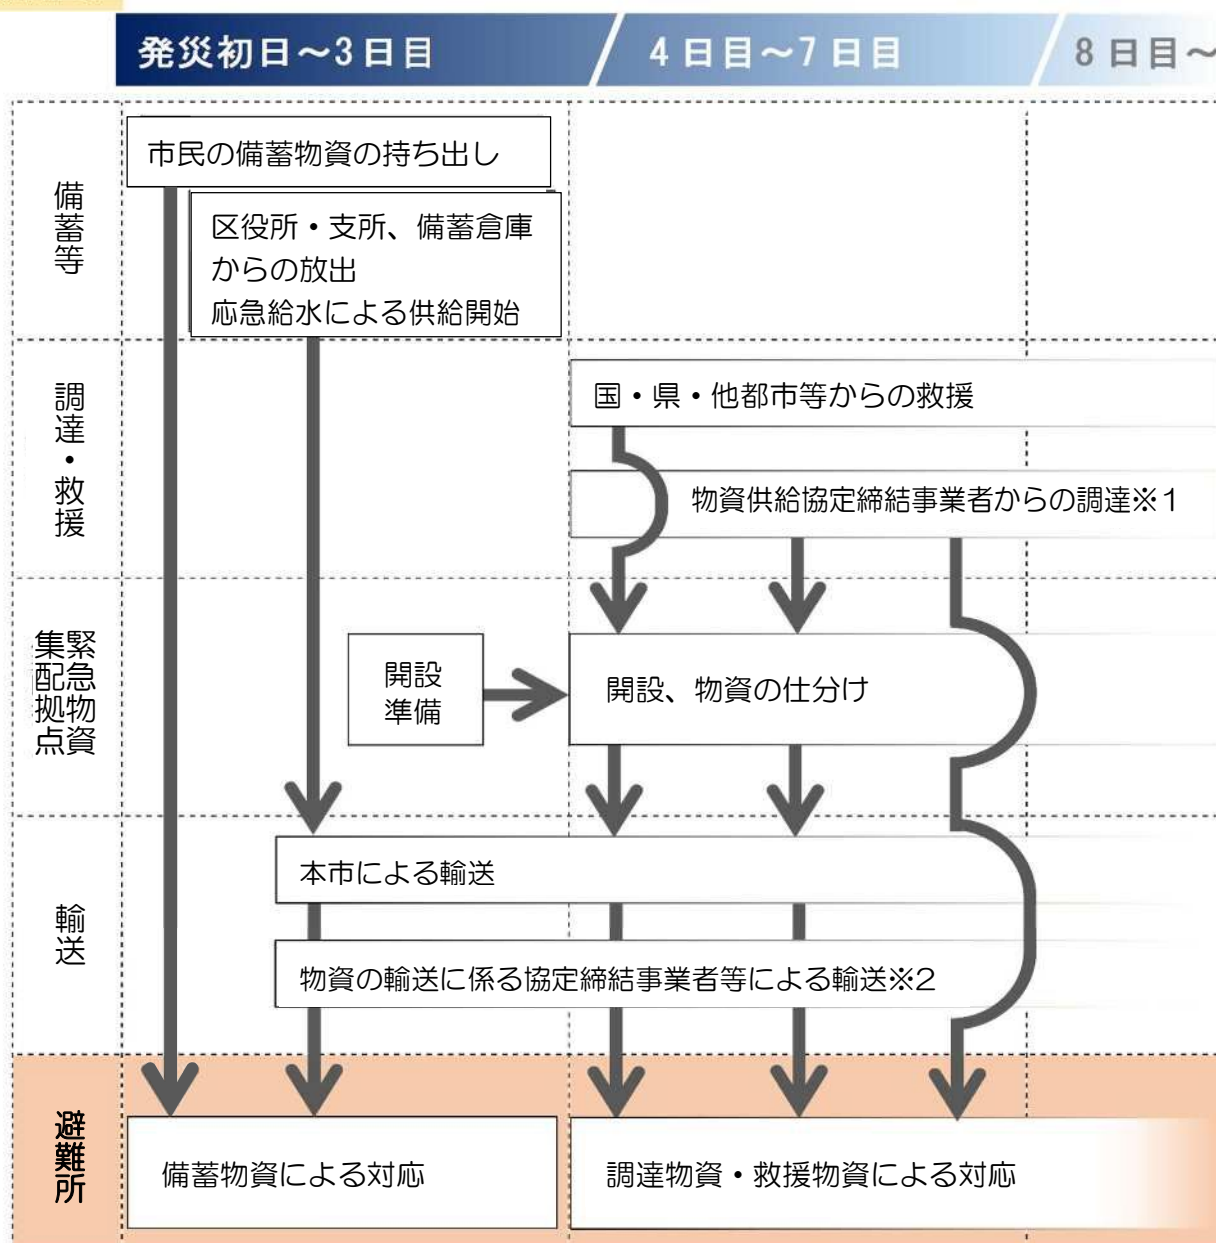 発災初日～3日目
4日目～7日目
8日目～
備蓄等
市民の備蓄物資の持ち出し
区役所・支所、備蓄倉庫
からの放出
応急給水による供給開始
調達・救援
国・県・他都市等からの救援
物資供給協定締結事業者からの調達※1
緊急物資
集配拠点
開設
準備
開設、物資の仕分け
輸送
本市による輸送
物資の輸送に係る協定締結事業者等による輸送※2
避難所
備蓄物資による対応
調達物資・救援物資による対応